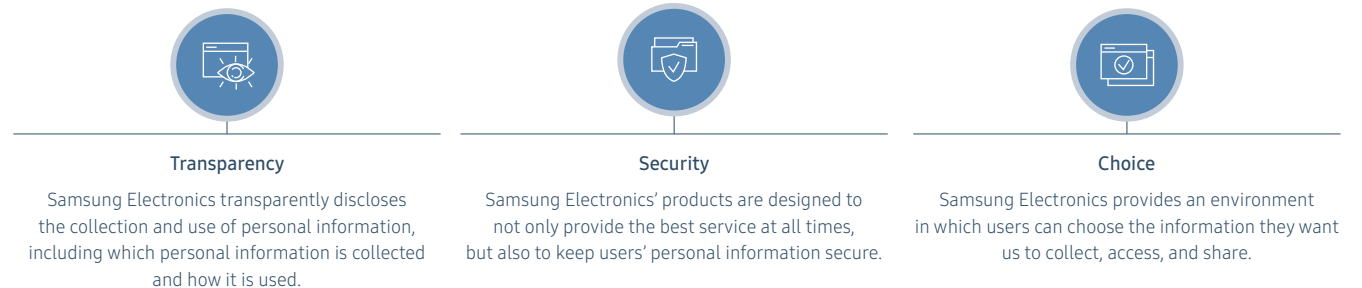 Transparency
Samsung Electronics transparently discloses
the collection and use of personal information,
including which personal information is collected
and how it is used.
Security
Samsung Electronics’ products are designed to
not only provide the best service at all times,
but also to keep users’ personal information secure.
Choice
Samsung Electronics provides an environment
in which users can choose the information they want
us to collect, access, and share.